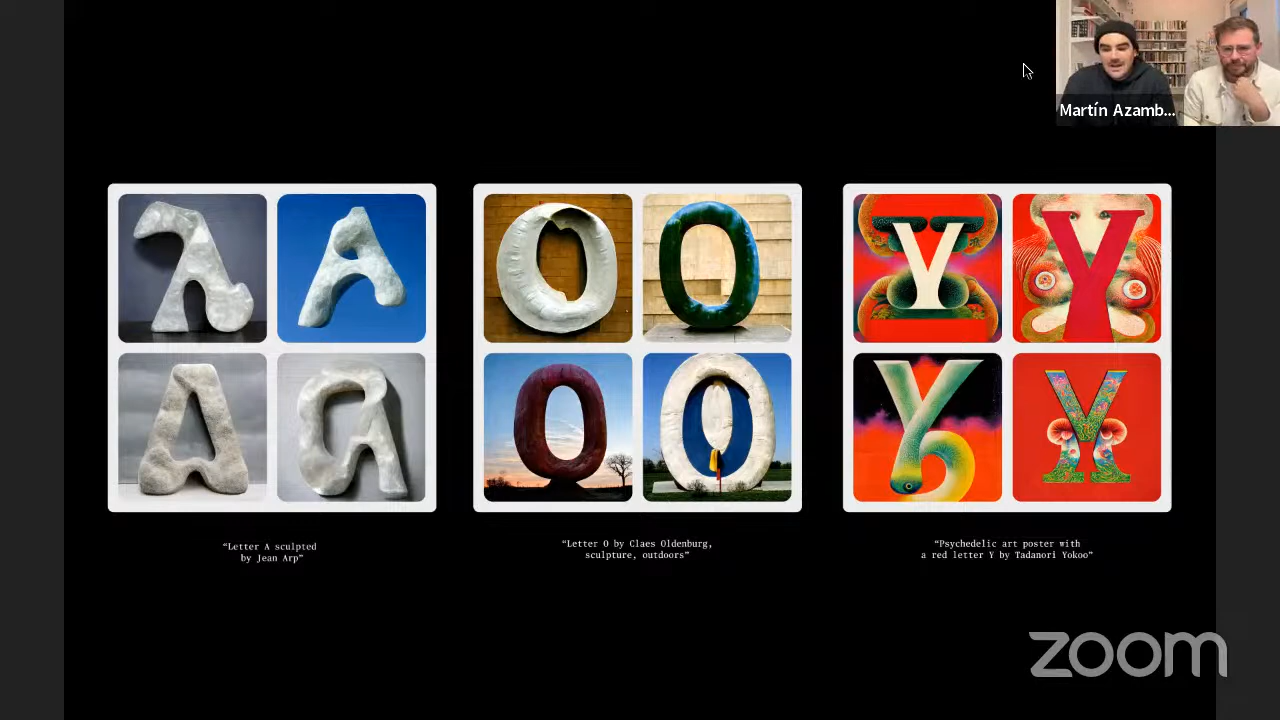 Martín Azamb...
A
A
A
a
O
O
O
O
Y
Y
Y
Y
“Letter A sculpted
by Jean Arp”
“Letter O by Claes Oldenburg,
sculpture, outdoors”
“Psychedelic art poster with
a red letter Y by Tadanori Yokoo”
zoom